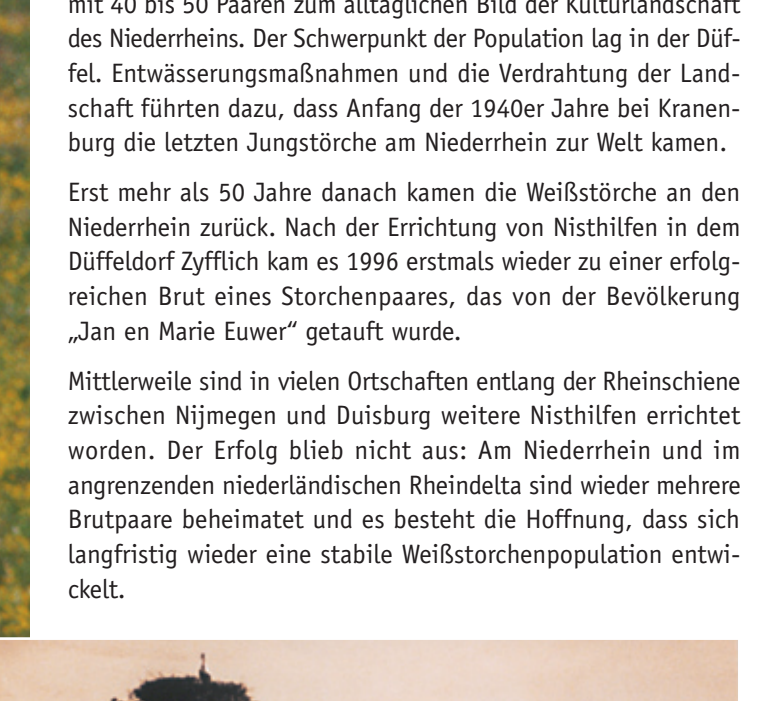 mit 40 bis 50 Paaren zum alltäglichen Bild der Kulturlandschaft
des Niederrheins. Der Schwerpunkt der Population lag in der Düf-
fel. Entwässerungsmaßnahmen und die Verdrahtung der Land-
schaft führten dazu, dass Anfang der 1940er Jahre bei Kranen-
burg die letzten Jungstörche am Niederrhein zur Welt kamen.
Erst mehr als 50 Jahre danach kamen die Weißstörche an den
Niederrhein zurück. Nach der Errichtung von Nisthilfen in dem
Düffeldorf Zyfflich kam es 1996 erstmals wieder zu einer erfolg-
reichen Brut eines Storchenpaares, das von der Bevölkerung
„Jan en Marie Euwer“ getauft wurde.
Mittlerweile sind in vielen Ortschaften entlang der Rheinschiene
zwischen Nijmegen und Duisburg weitere Nisthilfen errichtet
worden. Der Erfolg blieb nicht aus: Am Niederrhein und im
angrenzenden niederländischen Rheindelta sind wieder mehrere
Brutpaare beheimatet und es besteht die Hoffnung, dass sich
langfristig wieder eine stabile Weißstorchenpopulation entwi-
ckelt.